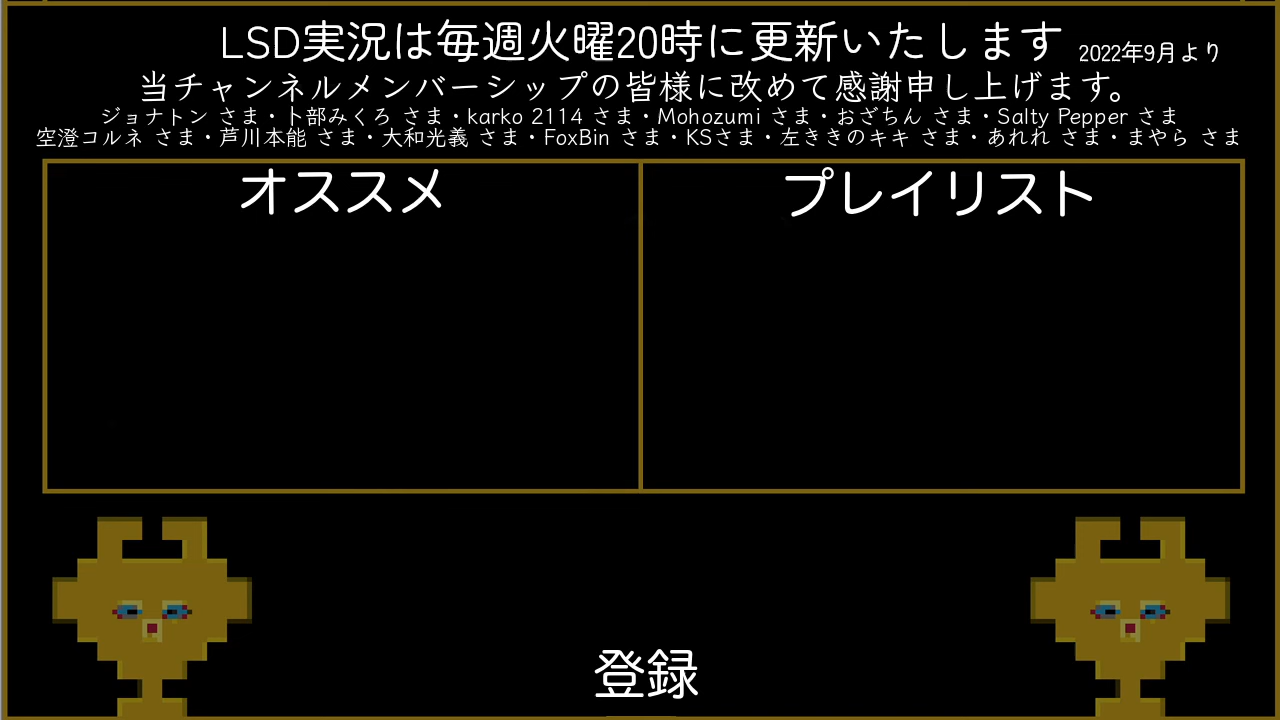 LSD実況は毎週火曜20時に更新いたします 2022年9月より
当チャンネルメンバーシップの皆様に改めて感謝申し上げます。
ジョナトン さま・卜部みくろ さま・karko 2114 さま・Mohozumi さま・おざちん さま・Salty Pepper さま
空澄コルネ さま・芦川本能 さま・大和光義 さま・FoxBin さま・KSさま・左ききのキキ さま・あれれ さま・まやら さま
オススメ
プレイリスト
登録